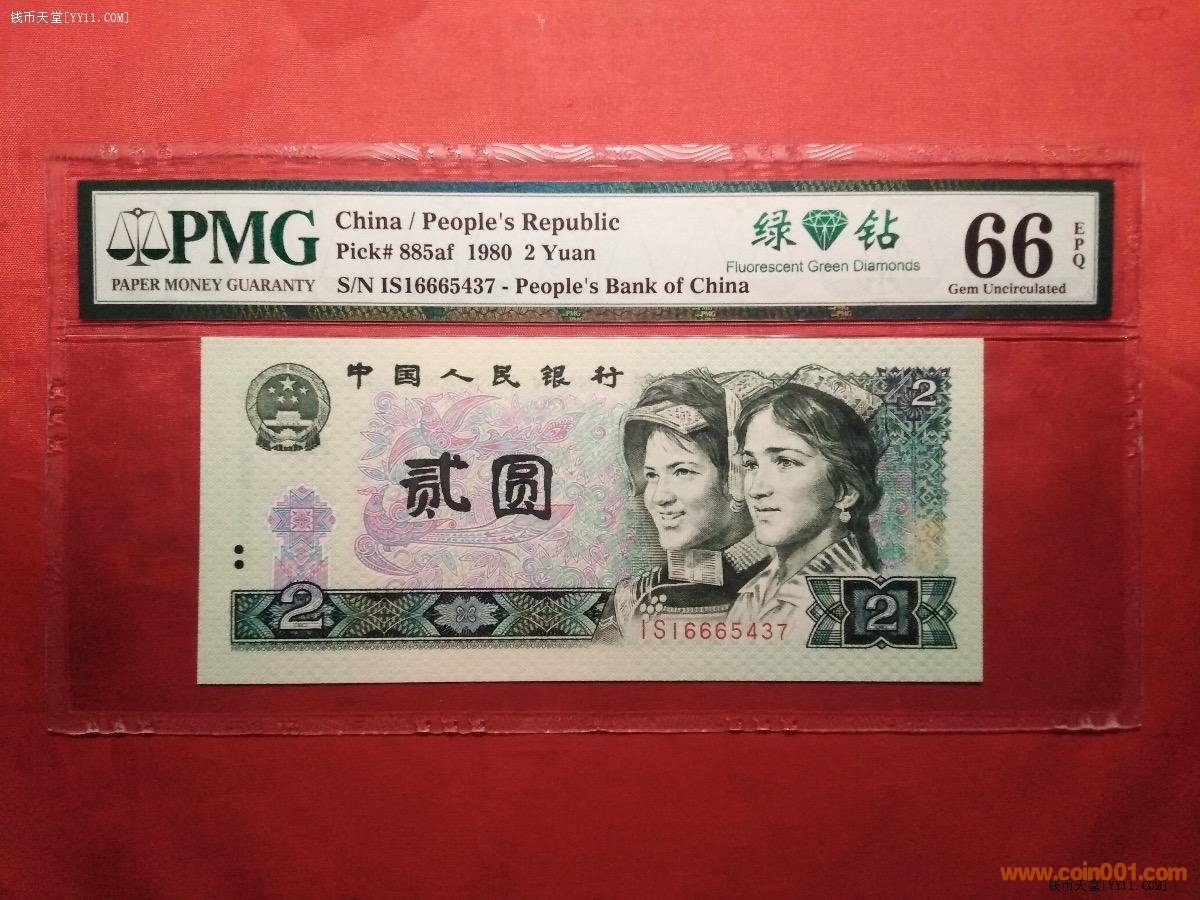 钱币天堂[YY11.COM]
PMG
PAPER MONEY GUARANTY
China / People's Republic
Pick# 885af 1980 2 Yuan
S/N IS16665437 - People's Bank of China
绿 钻
Fluorescent Green Diamonds
66
EPQ
Gem Uncirculated
中国人民银行
2
贰圆
2
IS16665437
2
www.coin001.com
钱币天堂[YY11.COM]